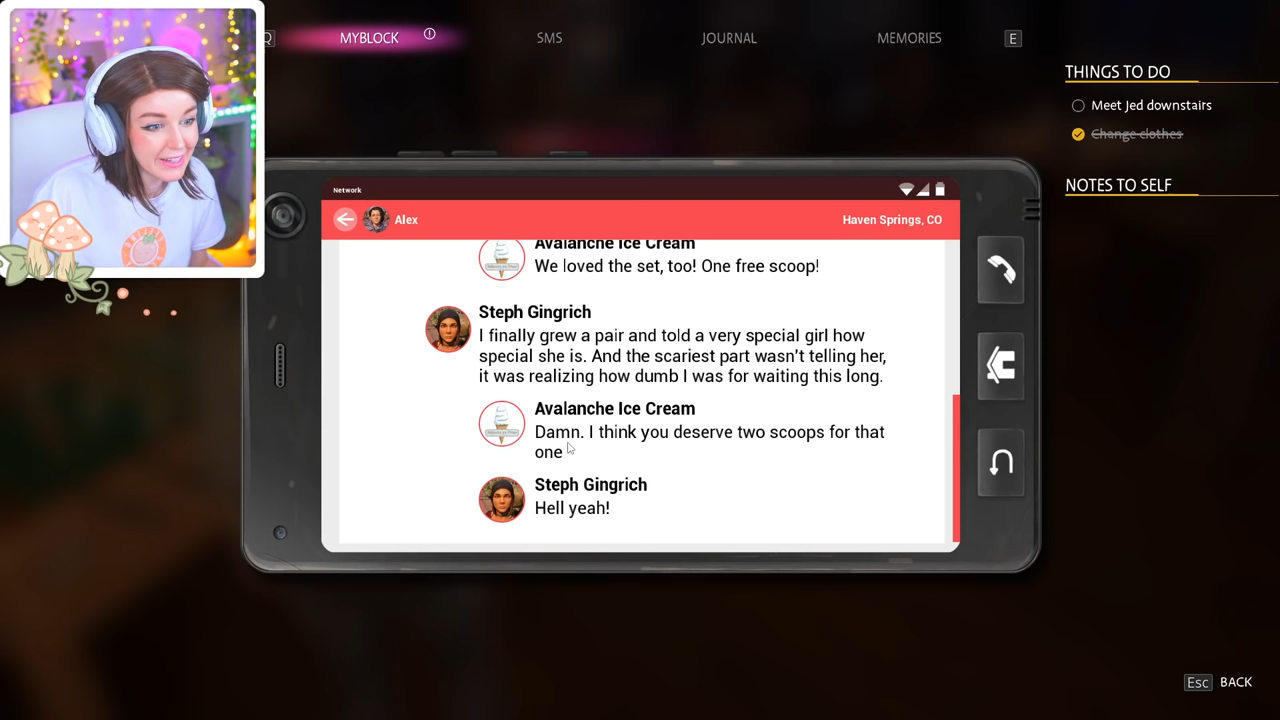 Q
MYBLOCK
SMS
JOURNAL
MEMORIES
E
THINGS TO DO
Meet Jed downstairs
Change clothes
NOTES TO SELF
Network
Alex
Haven Springs, CO
Avalanche Ice Cream
We loved the set, too! One free scoop!
Steph Gingrich
I finally grew a pair and told a very special girl how
special she is. And the scariest part wasn't telling her,
it was realizing how dumb I was for waiting this long.
Avalanche Ice Cream
Damn. I think you deserve two scoops for that
one
Steph Gingrich
Hell yeah!
Esc BACK